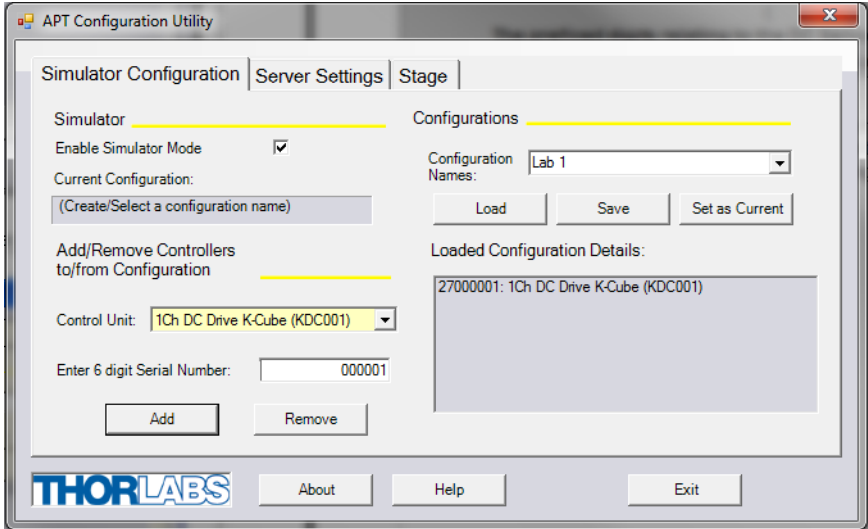 APT Configuration Utility
Simulator Configuration
Server Settings
Stage
Simulator
Enable Simulator Mode
Current Configuration:
(Create/Select a configuration name)
Add/Remove Controllers
to/from Configuration
Control Unit: 1Ch DC Drive K-Cube (KDC001)
Enter 6 digit Serial Number: 000001
Add
Remove
Configurations
Configuration
Names:
Lab 1
Load
Save
Set as Current
Loaded Configuration Details:
27000001: 1Ch DC Drive K-Cube (KDC001)
THORLABS
About
Help
Exit